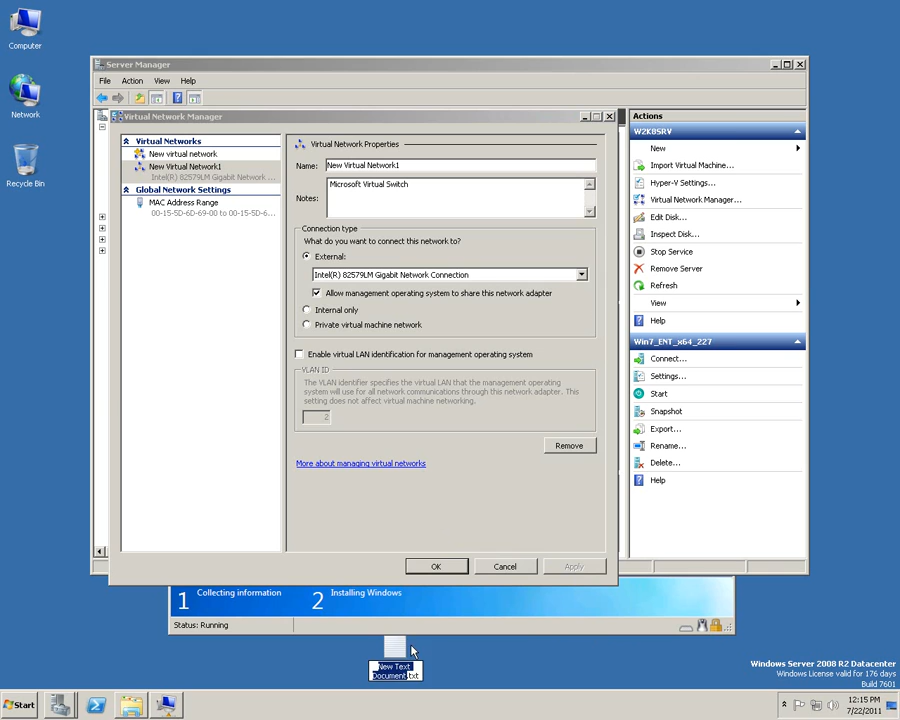 Computer
Network
Recycle Bin
Server Manager
File Action View Help
Virtual Network Manager
Virtual Networks
New virtual network
New Virtual Network1
Intel(R) 82579LM Gigabit Network ...
Global Network Settings
MAC Address Range
00-15-5D-6D-69-00 to 00-15-5D-6...
Virtual Network Properties
Name: New Virtual Network1
Notes: Microsoft Virtual Switch
Connection type
What do you want to connect this network to?
External:
Intel(R) 82579LM Gigabit Network Connection
Allow management operating system to share this network adapter
Internal only
Private virtual machine network
Enable virtual LAN identification for management operating system
VLAN ID
The VLAN identifier specifies the virtual LAN that the management operating
system will use for all network communications through this network adapter. This
setting does not affect virtual machine networking.
2
Remove
More about managing virtual networks
OK Cancel Apply
Actions
W2K8SRV
New
Import Virtual Machine...
Hyper-V Settings...
Virtual Network Manager...
Edit Disk...
Inspect Disk...
Stop Service
Remove Server
Refresh
View
Help
Win7_ENT_x64_227
Connect...
Settings...
Start
Snapshot
Export...
Rename...
Delete...
Help
1 Collecting information 2 Installing Windows
Status: Running
New Text
Document.txt
Windows Server 2008 R2 Datacenter
Windows License valid for 176 days
Build 7601
Start
12:15 PM
7/22/2011